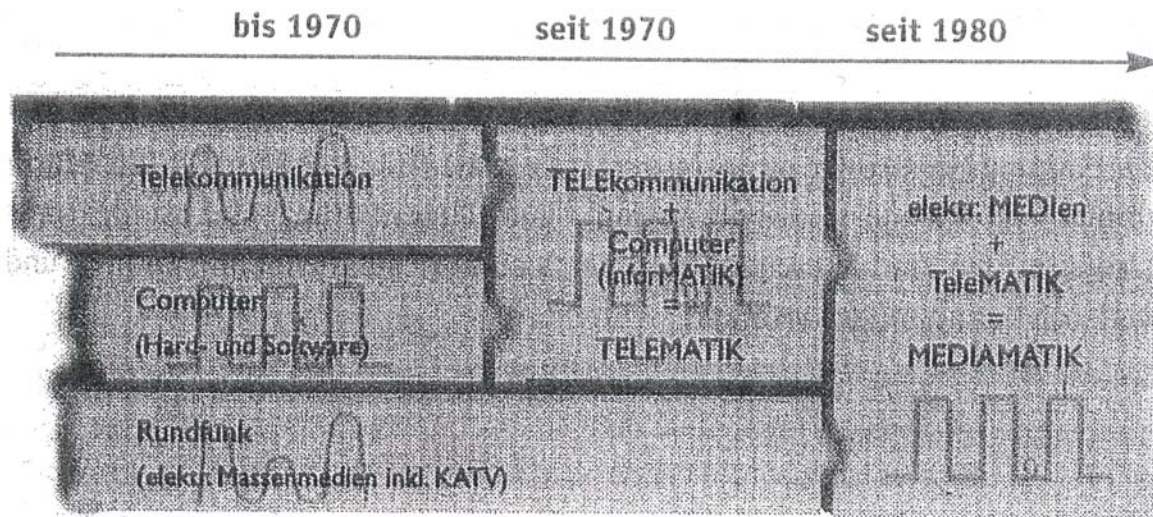 bis 1970 seit 1970 seit 1980
Telekommunikation
Computer
(Hard- und Software)
Rundfunk
(elektr. Massenmedien inkl. KATV)
TELEkommunikation
+
Computer
(inforMATIK)
=
TELEMATIK
elektr. MEDIen
+
TeleMATIK
=
MEDIAMATIK